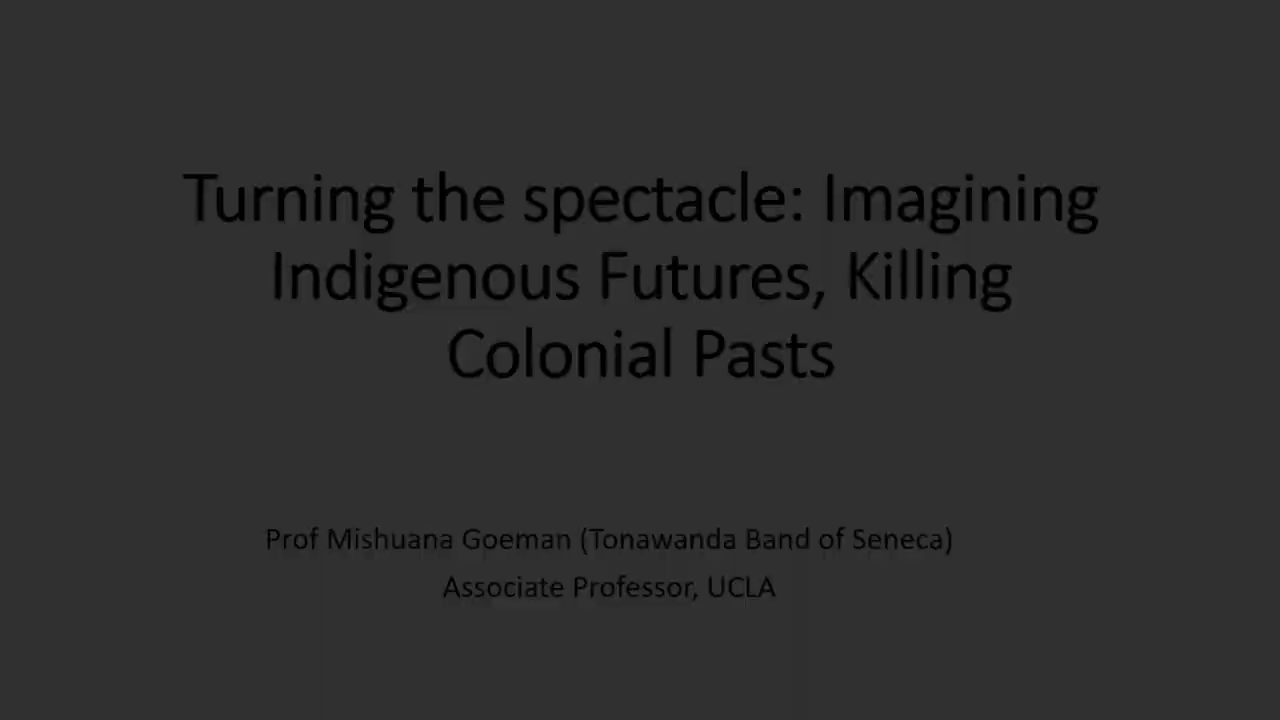 Turning the spectacle: Imagining
Indigenous Futures, Killing
Colonial Pasts
Prof Mishuana Goeman (Tonawanda Band of Seneca)
Associate Professor, UCLA